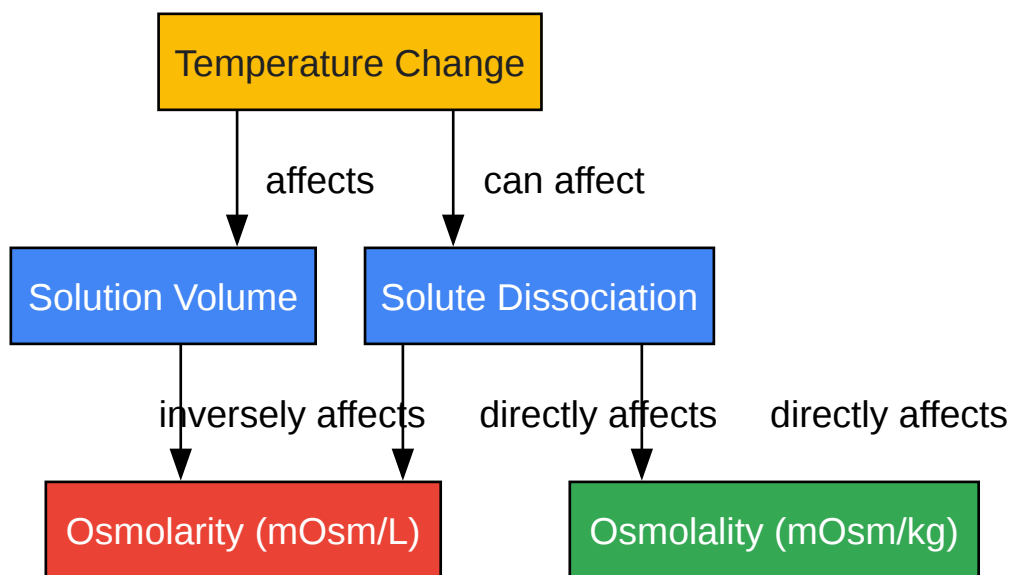 Temperature Change
affects
can affect
Solution Volume
Solute Dissociation
inversely affects
directly affects
directly affects
Osmolarity (mOsm/L)
Osmolality (mOsm/kg)